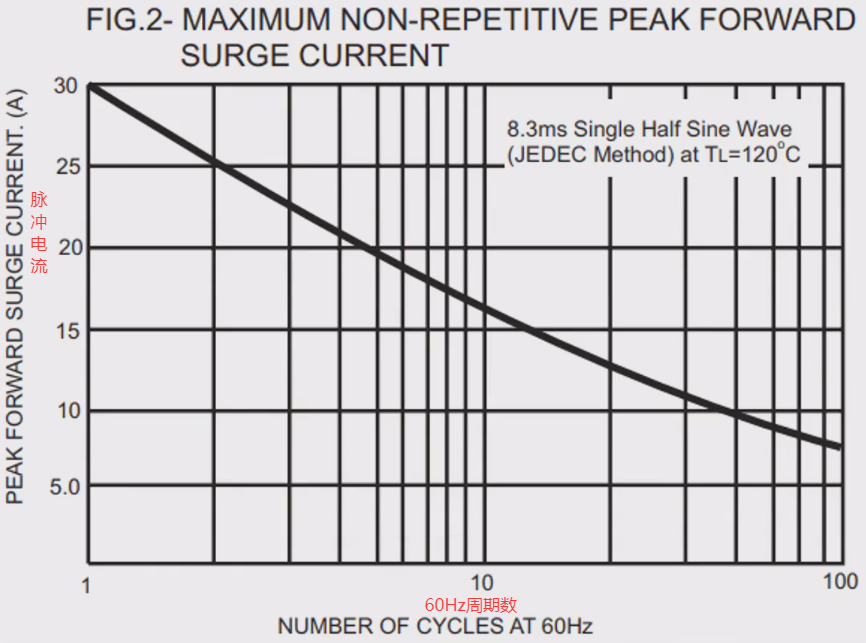 FIG.2- MAXIMUM NON-REPETITIVE PEAK FORWARD
SURGE CURRENT
PEAK FORWARD SURGE CURRENT. (A)
脉
冲
电
流
30
25
20
15
10
5.0
8.3ms Single Half Sine Wave
(JEDEC Method) at TL=120°C
1
10
100
60Hz周期数
NUMBER OF CYCLES AT 60Hz